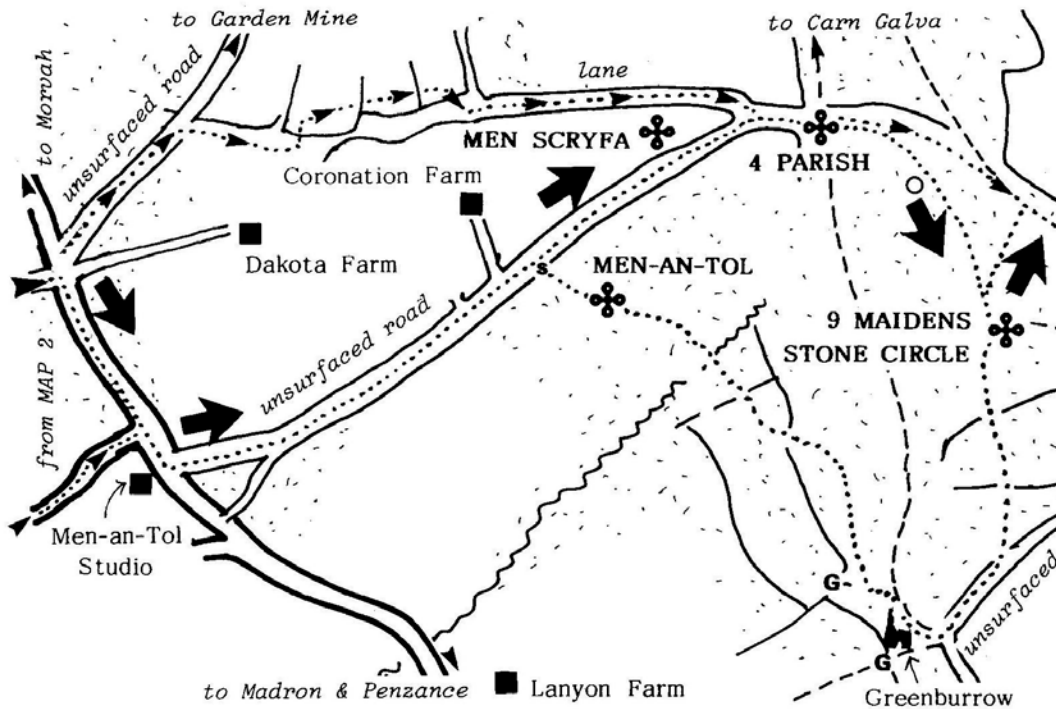 to Garden Mine
to Carn Galva
to Morvah
unsurfaced road
lane
MEN SCRYFA
4 PARISH
Coronation Farm
Dakota Farm
MEN-AN-TOL
s
9 MAIDENS
STONE CIRCLE
from MAP 2
unsurfaced road
Men-an-Tol
Studio
G
unsurfaced
G
to Madron & Penzance
Lanyon Farm
Greenburrow